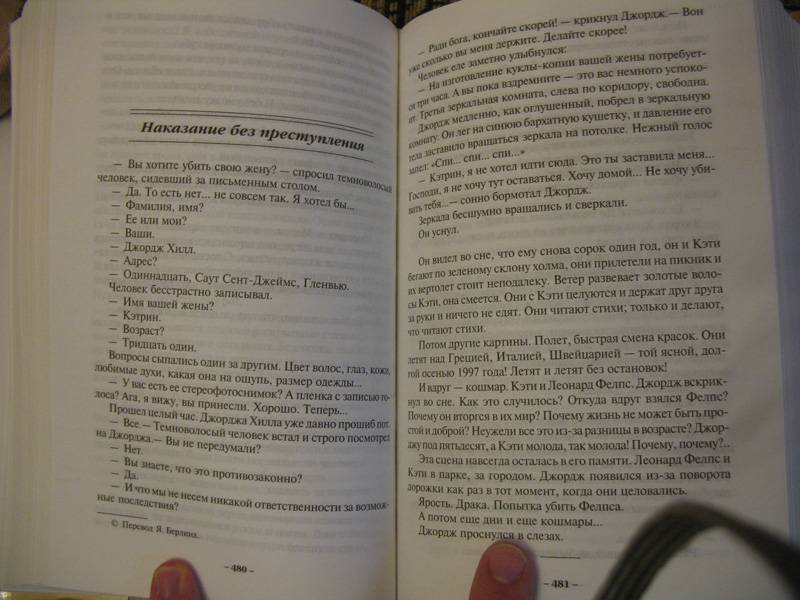 Наказание без преступления
— Вы хотите убить свою жену? — спросил темноволосый
человек, сидевший за письменным столом.
— Да. То есть нет... не совсем так. Я хотел бы...
— Фамилия, имя?
— Ее или мои?
— Ваши.
— Джордж Хилл.
— Адрес?
— Одиннадцать, Саут Сент-Джеймс, Гленвью.
Человек бесстрастно записывал.
— Имя вашей жены?
— Кэтрин.
— Возраст?
— Тридцать один.
Вопросы сыпались один за другим. Цвет волос, глаз, кожи,
любимые духи, какая она на ощупь, размер одежды...
— У вас есть ее стереофотоснимок? А пленка с записью го-
лоса? Ага, я вижу, вы принесли. Хорошо. Теперь...
Прошел целый час. Джорджа Хилла уже давно прошиб пот.
— Все.— Темноволосый человек встал и строго посмотрел
на Джорджа.— Вы не передумали?
— Нет.
— Вы знаете, что это противозаконно?
— Да.
— И что мы не несем никакой ответственности за возмож-
ные последствия?
© Перевод Я. Берлина.
– 480 –
— Ради бога, кончайте скорей! — крикнул Джордж.— Вон
уже сколько вы меня держите. Делайте скорее!
Человек еле заметно улыбнулся:
— На изготовление куклы-копии вашей жены потребует-
ся три часа. А вы пока вздремните — это вас немного успоко-
ит. Третья зеркальная комната, слева по коридору, свободна.
Джордж медленно, как оглушенный, побрел в зеркальную
комнату. Он лег на синюю бархатную кушетку, и давление его
тела заставило вращаться зеркала на потолке. Нежный голос
запел: «Спи... спи... спи...»
— Кэтрин, я не хотел идти сюда. Это ты заставила меня...
Господи, я не хочу тут оставаться. Хочу домой... Не хочу уби-
вать тебя...— сонно бормотал Джордж.
Зеркала бесшумно вращались и сверкали.
Он уснул.
Он видел во сне, что ему снова сорок один год, он и Кэти
бегают по зеленому склону холма, они прилетели на пикник и
их вертолет стоит неподалеку. Ветер развевает золотые воло-
сы Кэти, она смеется. Они с Кэти целуются и держат друг друга
за руки и ничего не едят. Они читают стихи; только и делают,
что читают стихи.
Потом другие картины. Полет, быстрая смена красок. Они
летят над Грецией, Италией, Швейцарией — той ясной, дол-
гой осенью 1997 года! Летят и летят без остановок!
И вдруг — кошмар. Кэти и Леонард Фелпс. Джордж вскрик-
нул во сне. Как это случилось? Откуда вдруг взялся Фелпс?
Почему он вторгся в их мир? Почему жизнь не может быть про-
стой и доброй? Неужели все это из-за разницы в возрасте? Джор-
джу под пятьдесят, а Кэти молода, так молода! Почему, почему?..
Эта сцена навсегда осталась в его памяти. Леонард Фелпс и
Кэти в парке, за городом. Джордж появился из-за поворота
дорожки как раз в тот момент, когда они целовались.
Ярость. Драка. Попытка убить Фелпса.
А потом еще дни и еще кошмары...
Джордж проснулся в слезах.
– 481 –